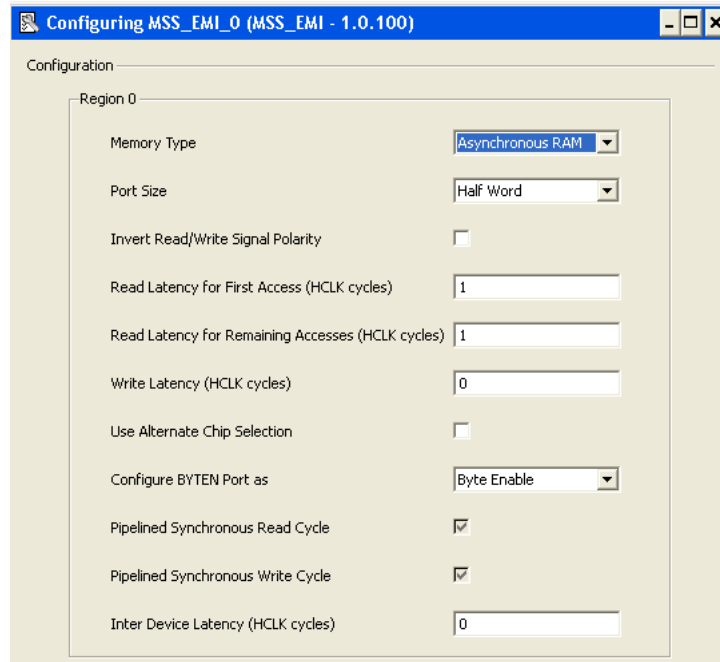 Configuring MSS_EMI_0 (MSS_EMI - 1.0.100)
Configuration
Region 0
Memory Type Asynchronous RAM
Port Size Half Word
Invert Read/Write Signal Polarity
Read Latency for First Access (HCLK cycles) 1
Read Latency for Remaining Accesses (HCLK cycles) 1
Write Latency (HCLK cycles) 0
Use Alternate Chip Selection
Configure BYTEN Port as Byte Enable
Pipelined Synchronous Read Cycle
Pipelined Synchronous Write Cycle
Inter Device Latency (HCLK cycles) 0